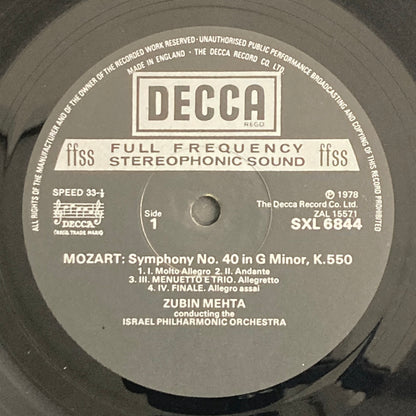 ALL RIGHTS OF THE MANUFACTURER AND OF THE OWNER OF THE RECORDED WORK RESERVED · UNAUTHORISED PUBLIC PERFORMANCE BROADCASTING AND COPYING OF THIS RECORD PROHIBITED
MADE IN ENGLAND · THE DECCA RECORD CO. LTD.
DECCA
REGD
ffss FULL FREQUENCY ffss
STEREOPHONIC SOUND
SPEED 33⅓
Side
1
℗ 1978
The Decca Record Co. Ltd.
ZAL 15571
SXL 6844
MOZART: Symphony No. 40 in G Minor, K.550
1. I. Molto Allegro 2. II. Andante
3. III. MENUETTO E TRIO. Allegretto
4. IV. FINALE. Allegro assai
ZUBIN MEHTA
conducting the
ISRAEL PHILHARMONIC ORCHESTRA